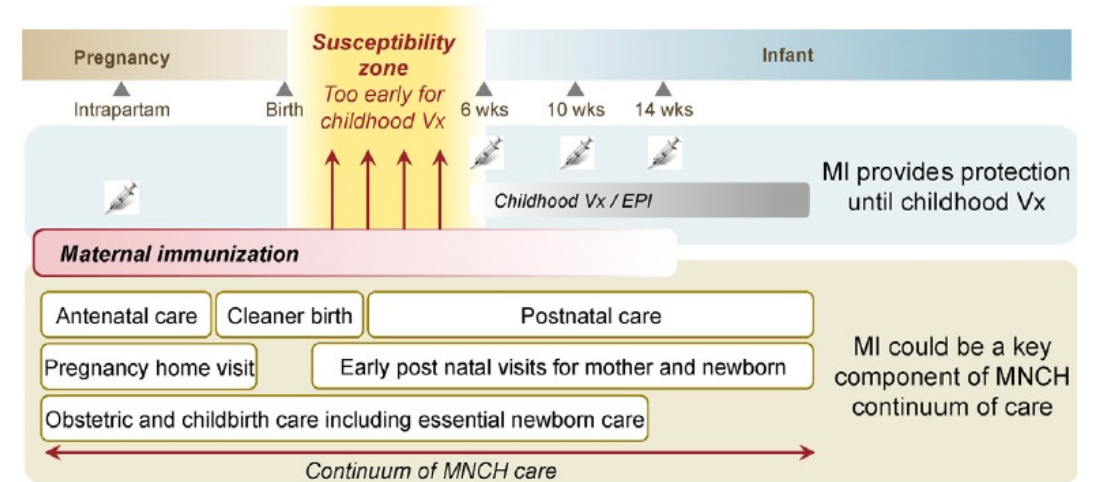 Pregnancy
Susceptibility
zone
Too early for
childhood Vx
Infant
Intrapartam
Birth
6 wks
10 wks
14 wks
Childhood Vx / EPI
MI provides protection
until childhood Vx
Maternal immunization
Antenatal care
Cleaner birth
Postnatal care
Pregnancy home visit
Early post natal visits for mother and newborn
Obstetric and childbirth care including essential newborn care
MI could be a key
component of MNCH
continuum of care
Continuum of MNCH care